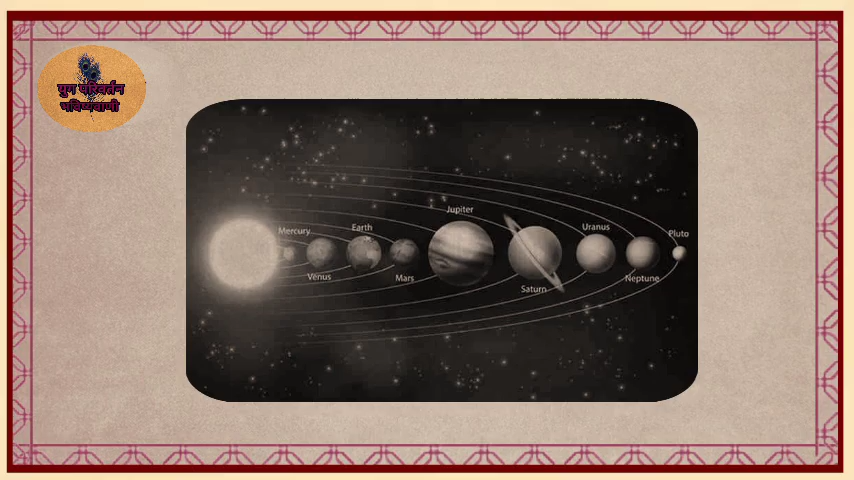 युग परिवर्तन
भविष्यवाणी
Jupiter
Mercury
Earth
Uranus
Pluto
Venus
Mars
Saturn
Neptune